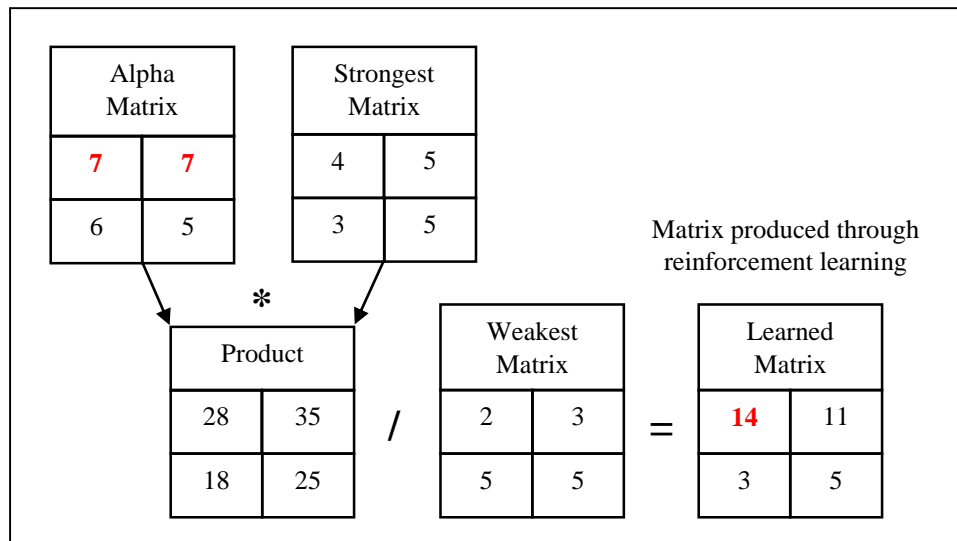 Alpha
Matrix
7 7
6 5
Strongest
Matrix
4 5
3 5
Matrix produced through
reinforcement learning
*
Product
28 35
18 25
/
Weakest
Matrix
2 3
5 5
=
Learned
Matrix
14 11
3 5